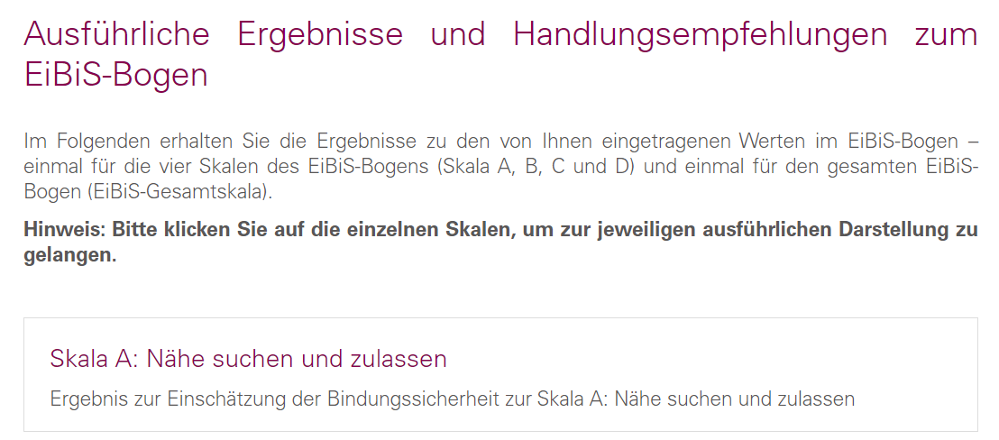 Ausführliche Ergebnisse und Handlungsempfehlungen zum
EiBiS-Bogen
Im Folgenden erhalten Sie die Ergebnisse zu den von Ihnen eingetragenen Werten im EiBiS-Bogen –
einmal für die vier Skalen des EiBiS-Bogens (Skala A, B, C und D) und einmal für den gesamten EiBiS-
Bogen (EiBiS-Gesamtskala).
Hinweis: Bitte klicken Sie auf die einzelnen Skalen, um zur jeweiligen ausführlichen Darstellung zu
gelangen.
Skala A: Nähe suchen und zulassen
Ergebnis zur Einschätzung der Bindungssicherheit zur Skala A: Nähe suchen und zulassen